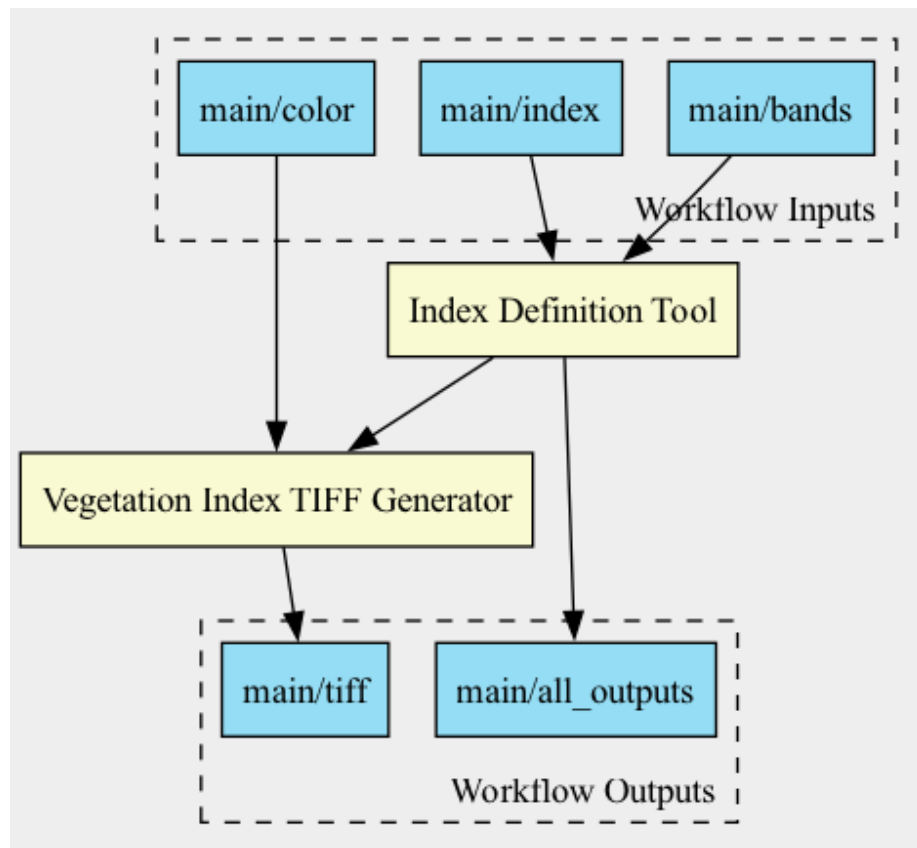 main/color
main/index
main/bands
Workflow Inputs
Index Definition Tool
Vegetation Index TIFF Generator
main/tiff
main/all_outputs
Workflow Outputs